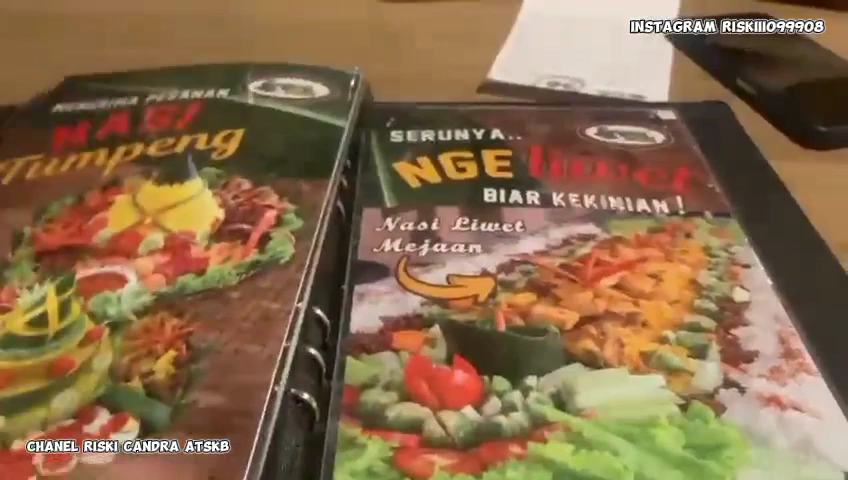 INSTAGRAM RISKIII099908
MENERIMA PESANAN
NASI
Tumpeng
SERUNYA..
NGE liwet
BIAR KEKINIAN!
Nasi Liwet
Mejaan
CHANEL RISKI CANDRA ATSKB